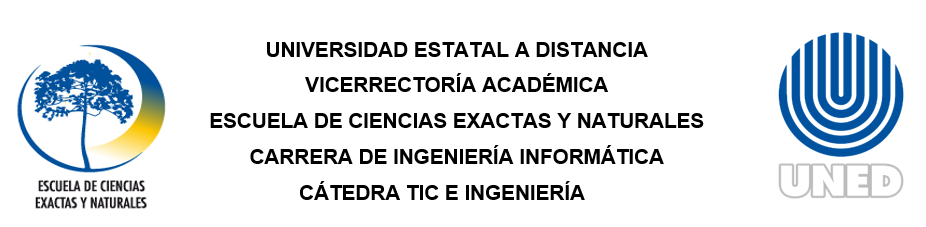 UNIVERSIDAD ESTATAL A DISTANCIA
VICERRECTORÍA ACADÉMICA
ESCUELA DE CIENCIAS EXACTAS Y NATURALES
CARRERA DE INGENIERÍA INFORMÁTICA
CÁTEDRA TIC E INGENIERÍA
ESCUELA DE CIENCIAS
EXACTAS Y NATURALES
UNED